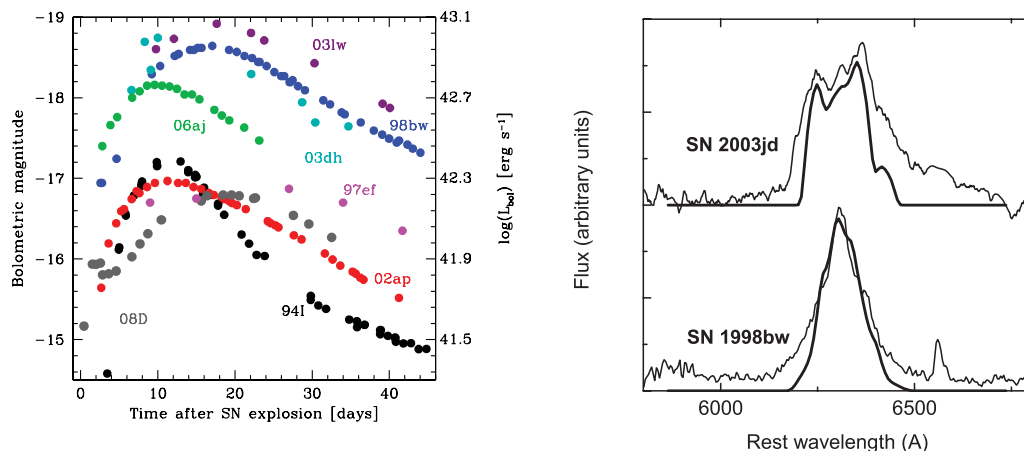 -19
-18
-17
-16
-15
Bolometric magnitude
43.1
42.7
42.3
41.9
41.5
log(L_bol) [erg s⁻¹]
03lw
98bw
06aj
03dh
97ef
02ap
94I
08D
0 10 20 30 40
Time after SN explosion [days]
Flux (arbitrary units)
SN 2003jd
SN 1998bw
6000 6500
Rest wavelength (A)